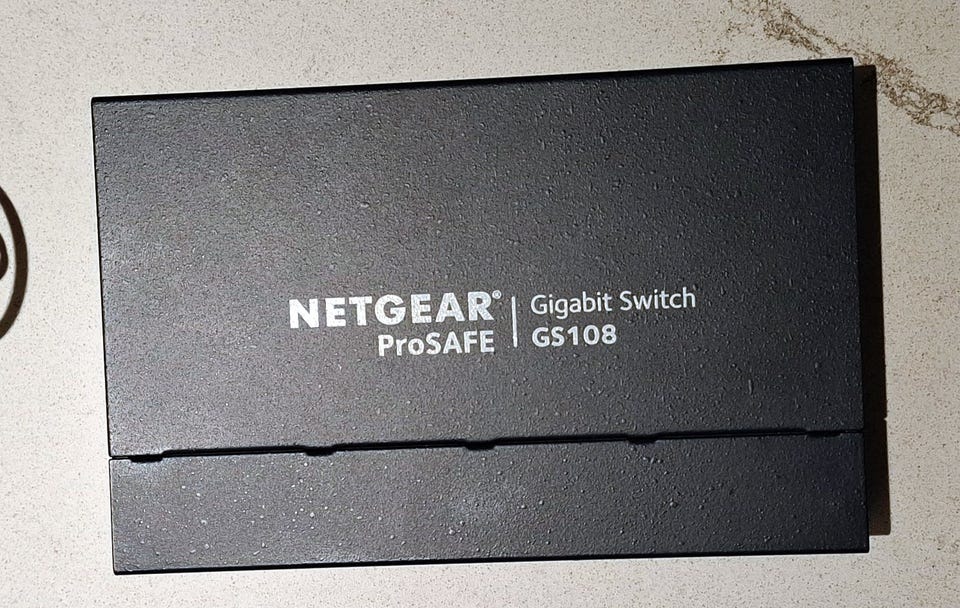 NETGEAR® | Gigabit Switch
ProSAFE | GS108